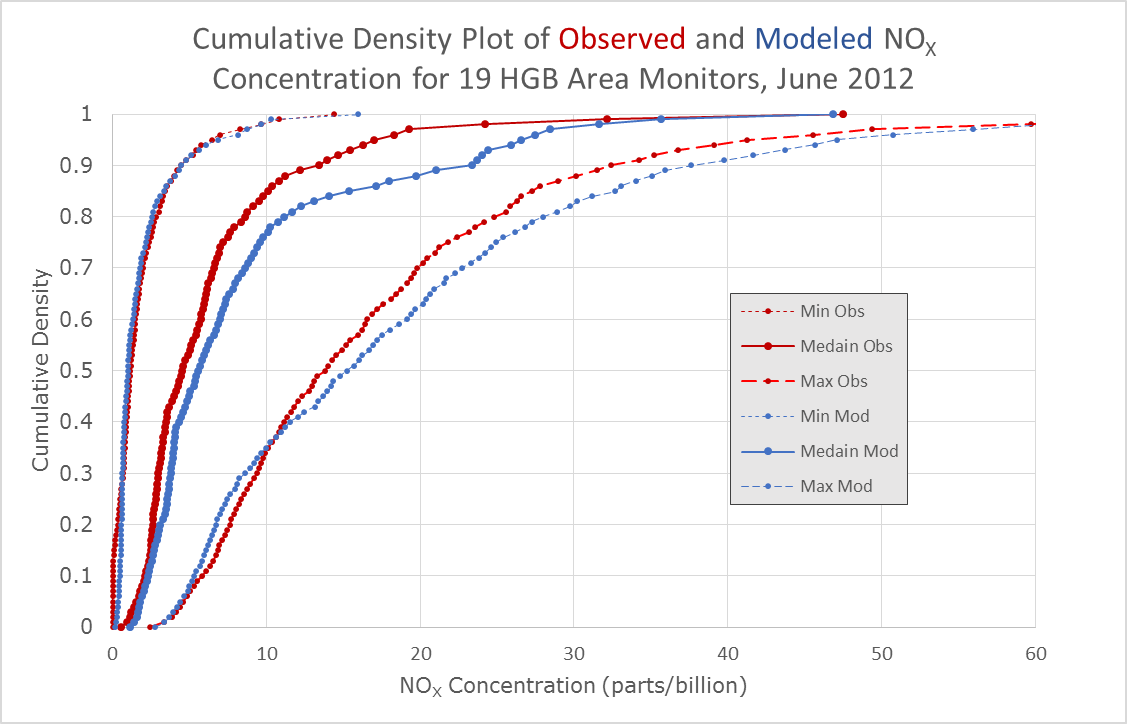 Cumulative Density Plot of Observed and Modeled NOX
Concentration for 19 HGB Area Monitors, June 2012
1
0.9
0.8
0.7
0.6
0.5
0.4
0.3
0.2
0.1
0
Cumulative Density
Min Obs
Medain Obs
Max Obs
Min Mod
Medain Mod
Max Mod
0 10 20 30 40 50 60
NOX Concentration (parts/billion)